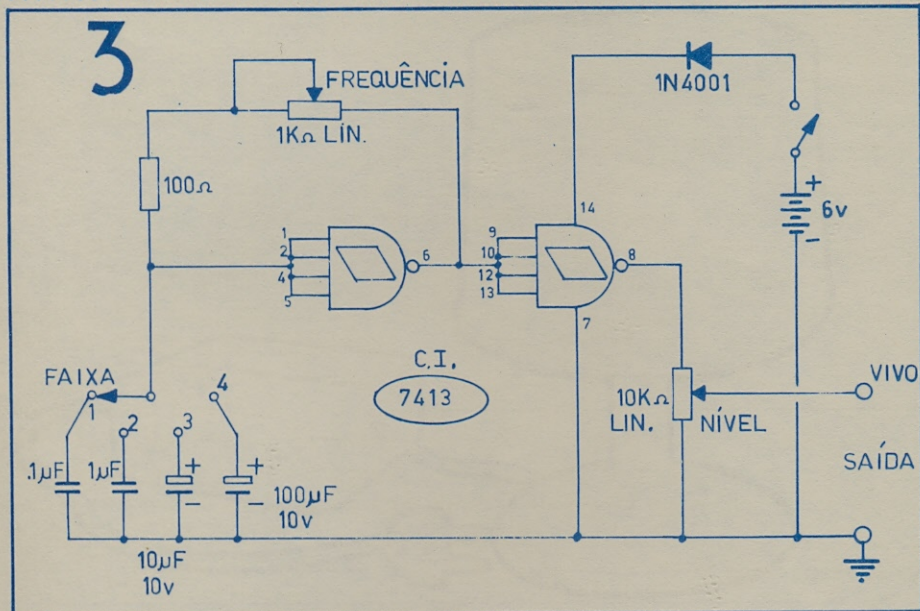 3
FREQUÊNCIA
1KΩ LIN.
100Ω
1N4001
+
6v
-
14
1
2
4
5
6
9
10
12
13
8
7
C.I.
7413
FAIXA
1
2
3
4
.1µF
1µF
+
-
10µF
10v
+
-
100µF
10v
10KΩ
LIN.
NÍVEL
VIVO
SAÍDA